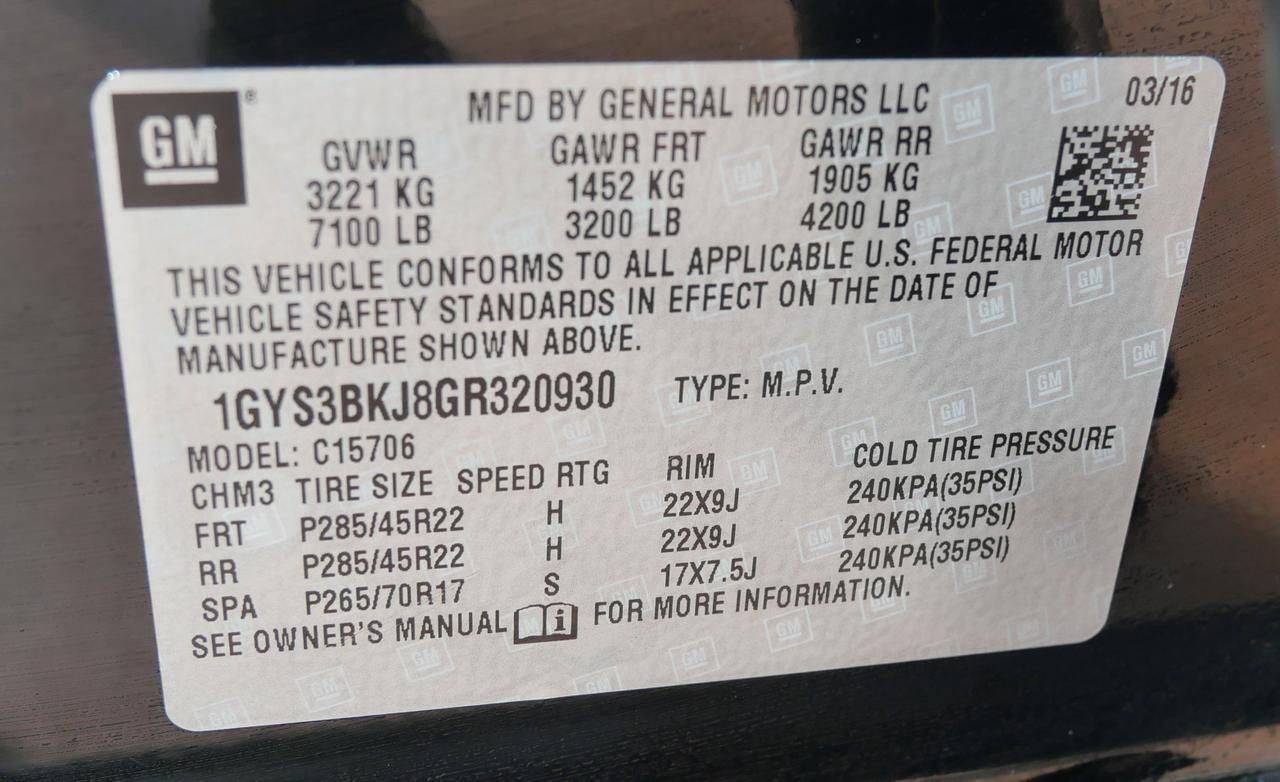 GM ®
MFD BY GENERAL MOTORS LLC 03/16
GVWR GAWR FRT GAWR RR
3221 KG 1452 KG 1905 KG
7100 LB 3200 LB 4200 LB
THIS VEHICLE CONFORMS TO ALL APPLICABLE U.S. FEDERAL MOTOR
VEHICLE SAFETY STANDARDS IN EFFECT ON THE DATE OF
MANUFACTURE SHOWN ABOVE.
1GYS3BKJ8GR320930 TYPE: M.P.V.
MODEL: C15706
CHM3 TIRE SIZE SPEED RTG RIM COLD TIRE PRESSURE
FRT P285/45R22 H 22X9J 240KPA(35PSI)
RR P285/45R22 H 22X9J 240KPA(35PSI)
SPA P265/70R17 S 17X7.5J 240KPA(35PSI)
SEE OWNER'S MANUAL i FOR MORE INFORMATION.